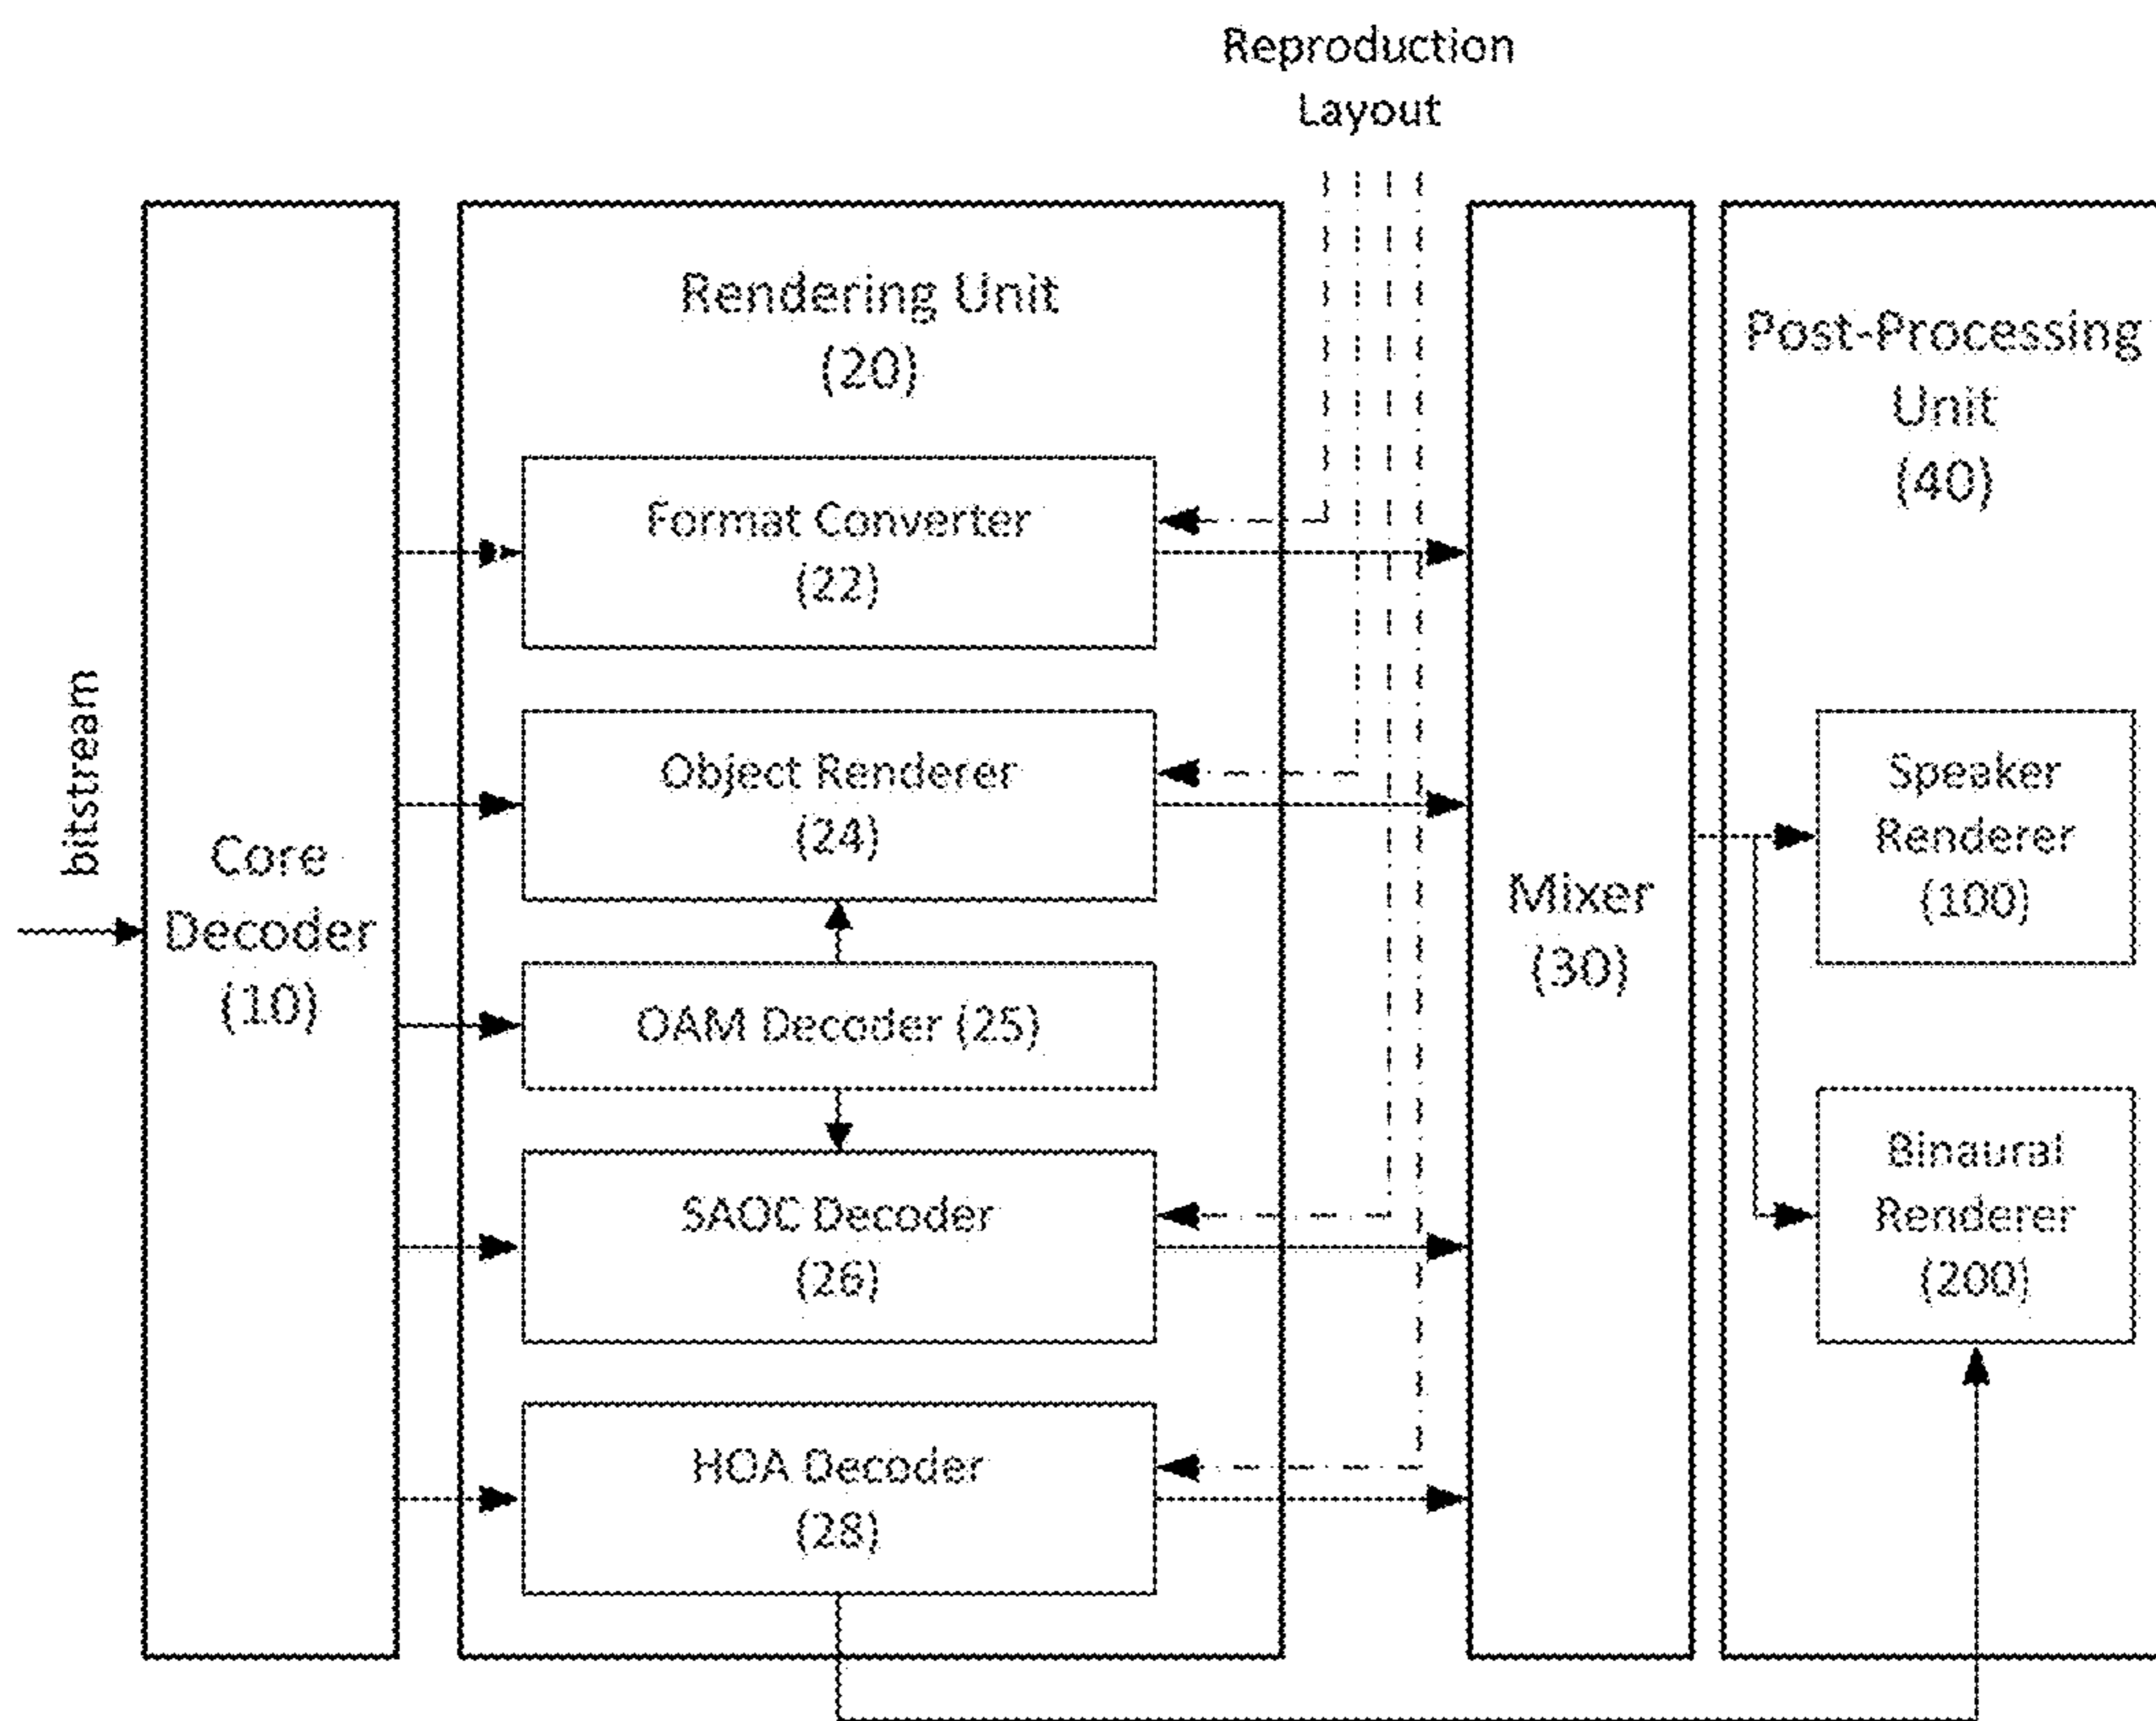 Reproduction
Layout
bitstream
Core
Decoder
(10)
Rendering Unit
(20)
Format Converter
(22)
Object Renderer
(24)
OAM Decoder (25)
SAOC Decoder
(26)
HOA Decoder
(28)
Mixer
(30)
Post-Processing
Unit
(40)
Speaker
Renderer
(100)
Binaural
Renderer
(200)